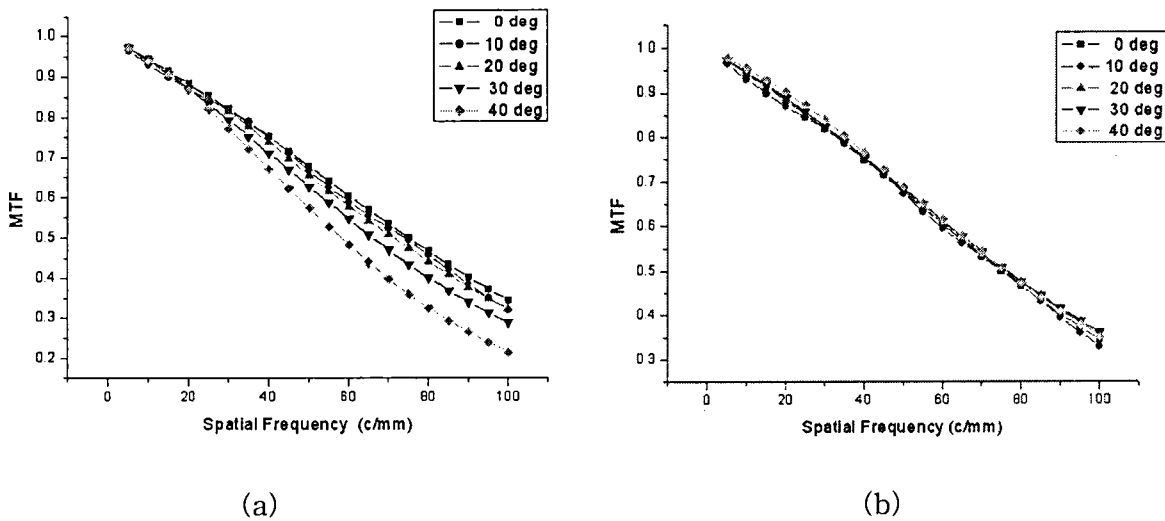 0 deg
10 deg
20 deg
30 deg
40 deg
1.0
0.9
0.8
0.7
0.6
0.5
0.4
0.3
0.2
MTF
0 20 40 60 80 100
Spatial Frequency (c/mm)
(a)
0 deg
10 deg
20 deg
30 deg
40 deg
1.0
0.9
0.8
0.7
0.6
0.5
0.4
0.3
MTF
0 20 40 60 80 100
Spatial Frequency (c/mm)
(b)